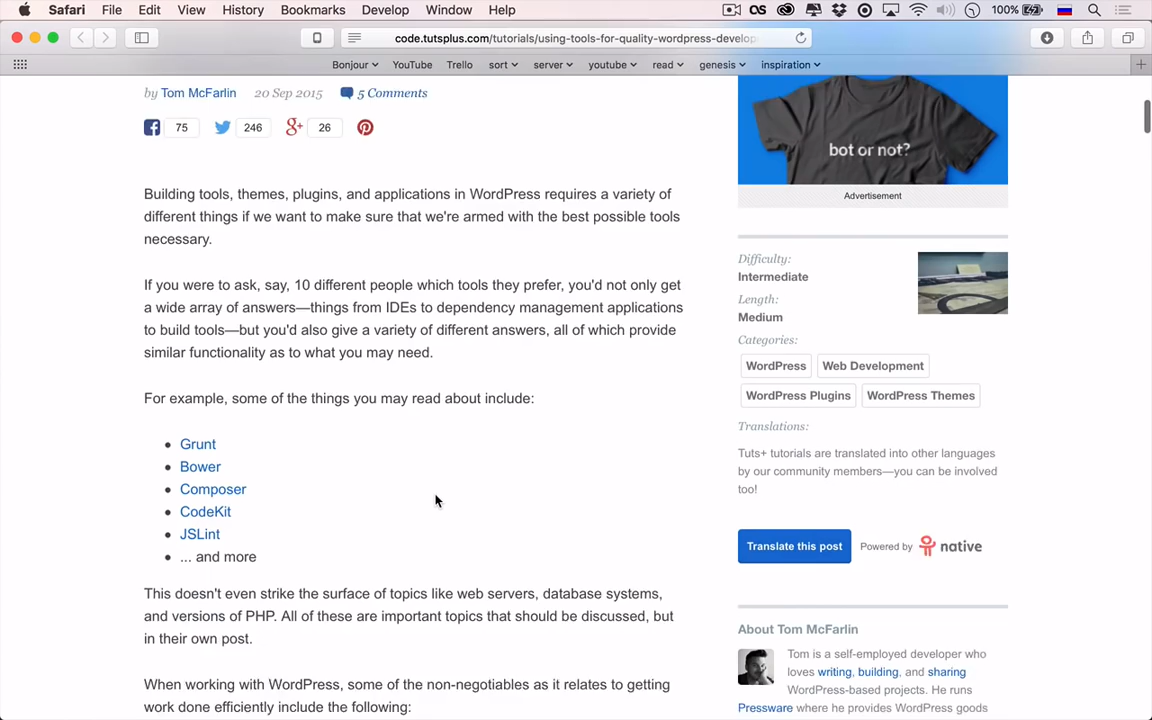 Safari File Edit View History Bookmarks Develop Window Help 100%
code.tutsplus.com/tutorials/using-tools-for-quality-wordpress-develop
Bonjour YouTube Trello sort server youtube read genesis inspiration
by Tom McFarlin 20 Sep 2015 5 Comments
75 246 26
Building tools, themes, plugins, and applications in WordPress requires a variety of
different things if we want to make sure that we're armed with the best possible tools
necessary.
If you were to ask, say, 10 different people which tools they prefer, you'd not only get
a wide array of answers—things from IDEs to dependency management applications
to build tools—but you'd also give a variety of different answers, all of which provide
similar functionality as to what you may need.
For example, some of the things you may read about include:
Grunt
Bower
Composer
CodeKit
JSLint
... and more
This doesn't even strike the surface of topics like web servers, database systems,
and versions of PHP. All of these are important topics that should be discussed, but
in their own post.
When working with WordPress, some of the non-negotiables as it relates to getting
work done efficiently include the following:
bot or not?
Advertisement
Difficulty:
Intermediate
Length:
Medium
Categories:
WordPress Web Development
WordPress Plugins WordPress Themes
Translations:
Tuts+ tutorials are translated into other languages
by our community members—you can be involved
too!
Translate this post Powered by native
About Tom McFarlin
Tom is a self-employed developer who
loves writing, building, and sharing
WordPress-based projects. He runs
Pressware where he provides WordPress goods